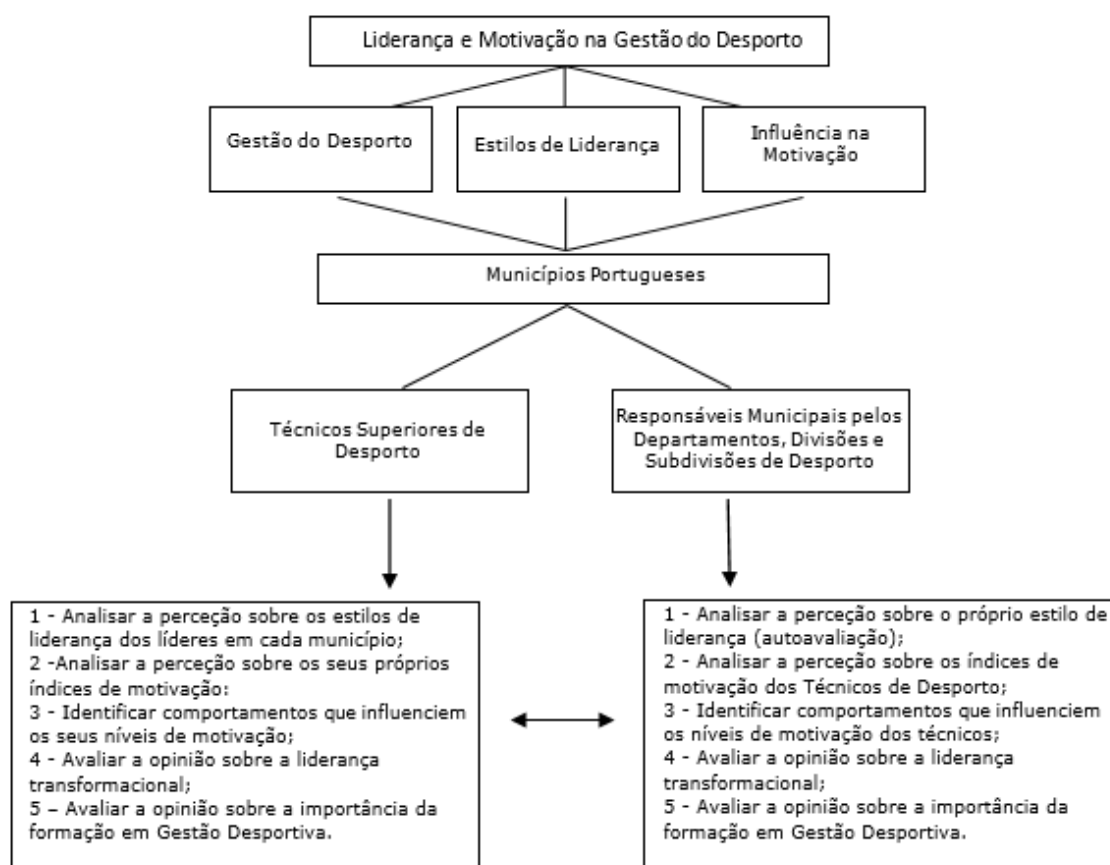 Liderança e Motivação na Gestão do Desporto
Gestão do Desporto
Estilos de Liderança
Influência na
Motivação
Municípios Portugueses
Técnicos Superiores de
Desporto
Responsáveis Municipais pelos
Departamentos, Divisões e
Subdivisões de Desporto
1 - Analisar a perceção sobre os estilos de
liderança dos líderes em cada município;
2 -Analisar a perceção sobre os seus próprios
índices de motivação:
3 - Identificar comportamentos que influenciem
os seus níveis de motivação;
4 - Avaliar a opinião sobre a liderança
transformacional;
5 – Avaliar a opinião sobre a importância da
formação em Gestão Desportiva.
1 - Analisar a perceção sobre o próprio estilo de
liderança (autoavaliação);
2 - Analisar a perceção sobre os índices de
motivação dos Técnicos de Desporto;
3 - Identificar comportamentos que influenciem
os níveis de motivação dos técnicos;
4 - Avaliar a opinião sobre a liderança
transformacional;
5 - Avaliar a opinião sobre a importância da
formação em Gestão Desportiva.